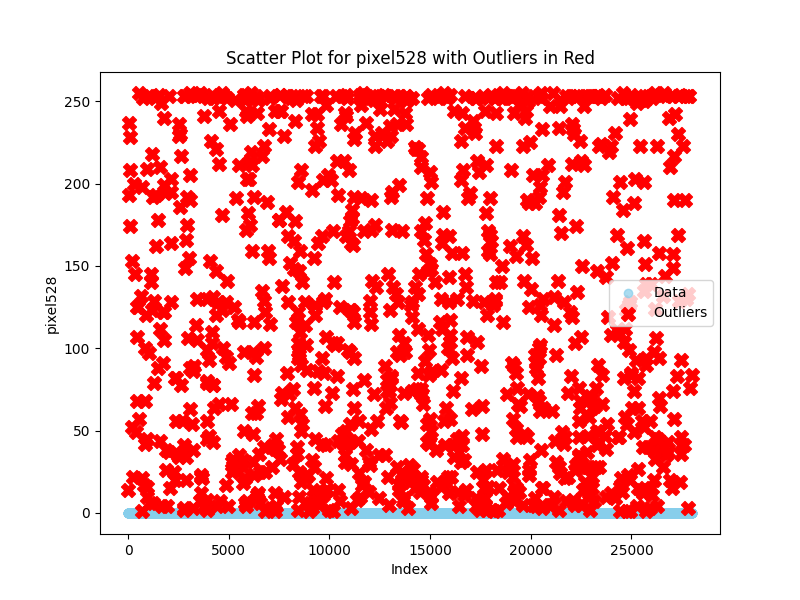 Scatter Plot for pixel528 with Outliers in Red
250
200
150
100
50
0
pixel528
Data
Outliers
0 5000 10000 15000 20000 25000
Index